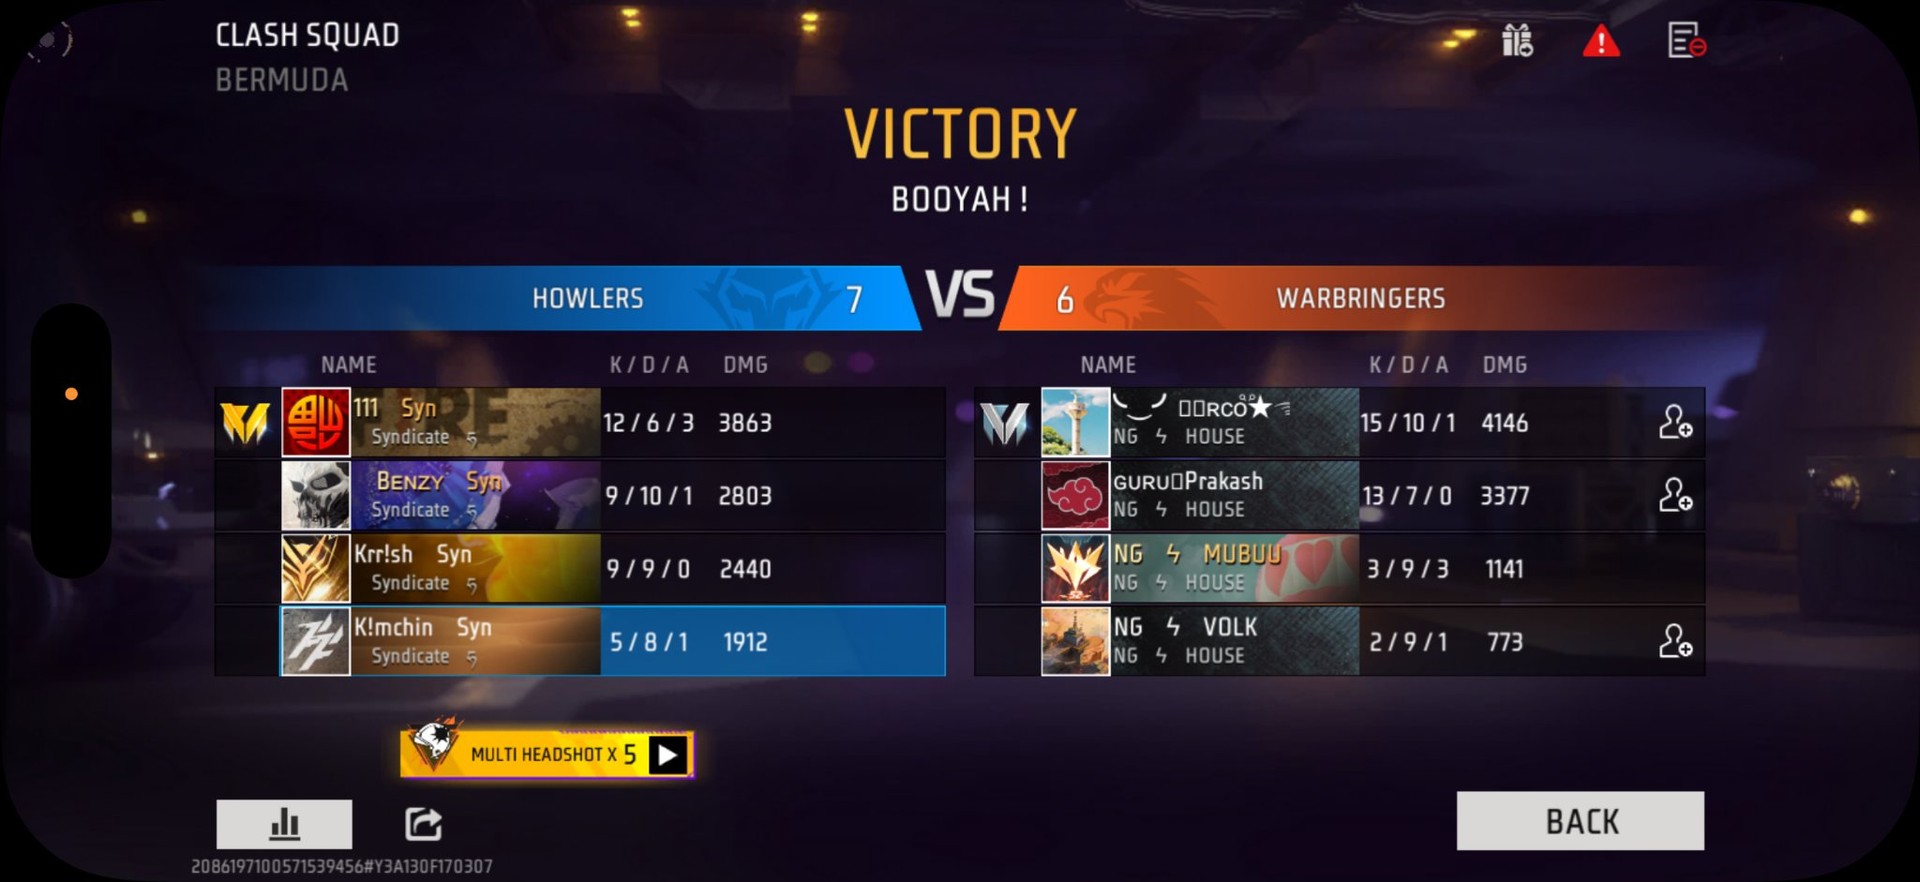 CLASH SQUAD
BERMUDA
VICTORY
BOOYAH !
HOWLERS 7 VS 6 WARBRINGERS
NAME K / D / A DMG NAME K / D / A DMG
111 Syn
Syndicate 5
12 / 6 / 3 3863
BENZY Syn
Syndicate 5
9 / 10 / 1 2803
Krr!sh Syn
Syndicate 5
9 / 9 / 0 2440
K!mchin Syn
Syndicate 5
5 / 8 / 1 1912
NG ϟ HOUSE
15 / 10 / 1 4146
GURU□Prakash
NG ϟ HOUSE
13 / 7 / 0 3377
NG ϟ MUBUU
NG ϟ HOUSE
3 / 9 / 3 1141
NG ϟ VOLK
NG ϟ HOUSE
2 / 9 / 1 773
MULTI HEADSHOT X 5
BACK
2086197100571539456#Y3A130F170307